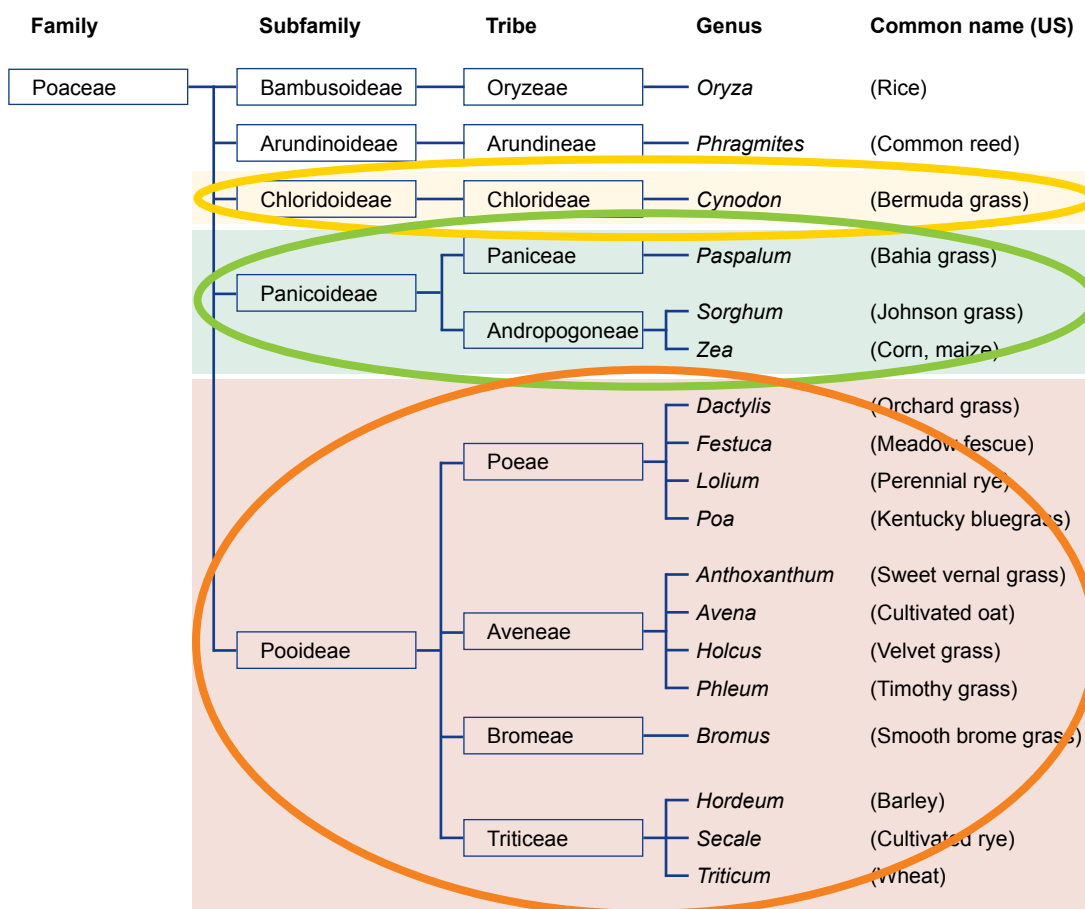 Family Subfamily Tribe Genus Common name (US)
Poaceae Bambusoideae Oryzeae Oryza (Rice)
Arundinoideae Arundineae Phragmites (Common reed)
Chloridoideae Chlorideae Cynodon (Bermuda grass)
Paniceae Paspalum (Bahia grass)
Panicoideae
Sorghum (Johnson grass)
Andropogoneae
Zea (Corn, maize)
Dactylis (Orchard grass)
Festuca (Meadow fescue)
Poeae
Lolium (Perennial rye)
Poa (Kentucky bluegrass)
Anthoxanthum (Sweet vernal grass)
Avena (Cultivated oat)
Aveneae
Pooideae Holcus (Velvet grass)
Phleum (Timothy grass)
Bromeae Bromus (Smooth brome grass)
Hordeum (Barley)
Triticeae Secale (Cultivated rye)
Triticum (Wheat)